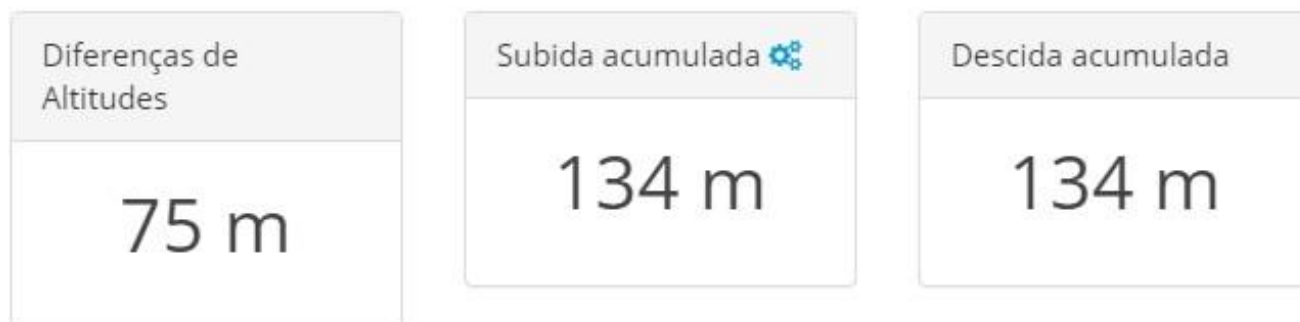 Diferenças de
Altitudes
75 m
Subida acumulada
134 m
Descida acumulada
134 m